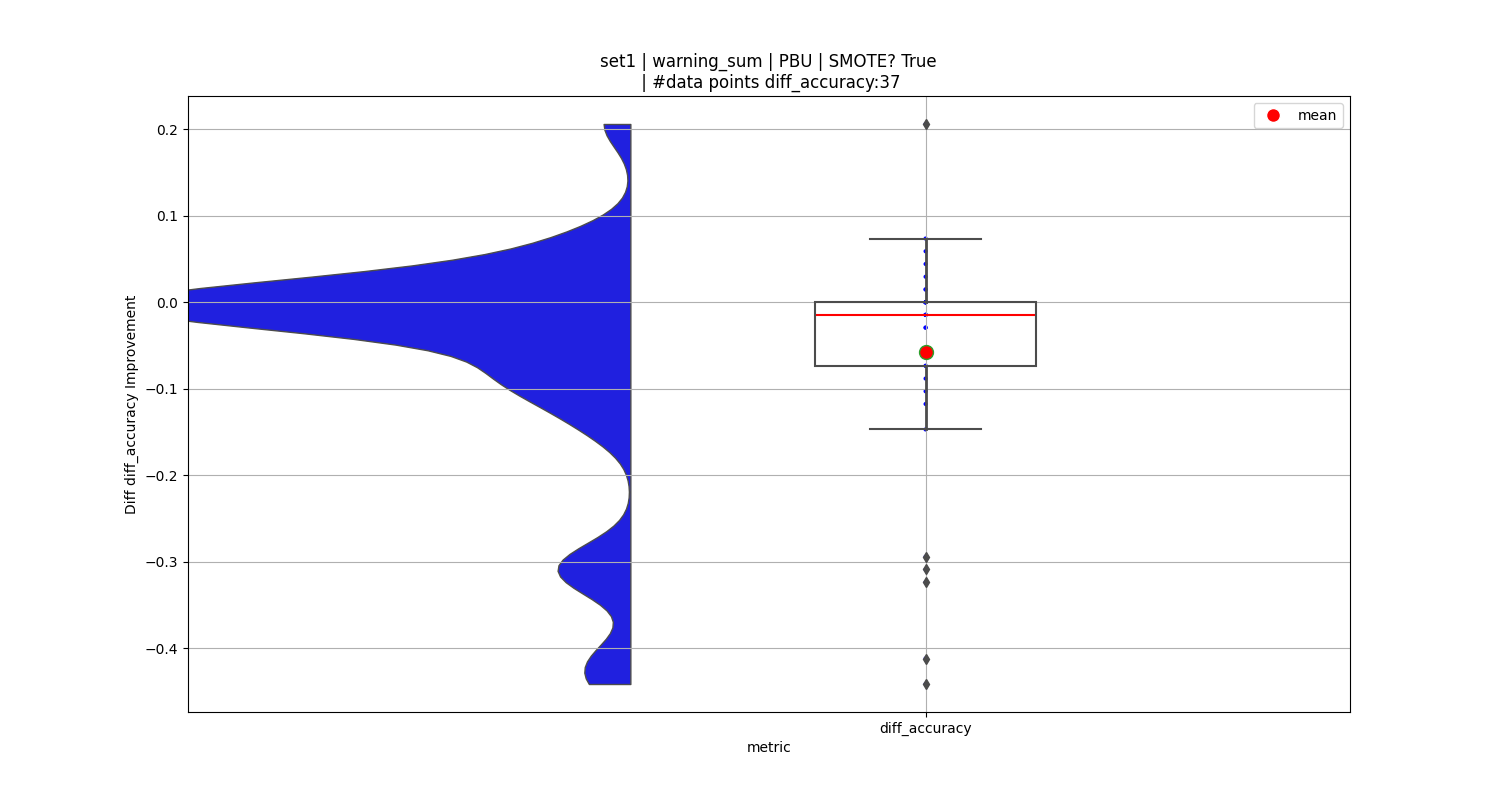 set1 | warning_sum | PBU | SMOTE? True
| #data points diff_accuracy:37
mean
0.2
0.1
0.0
−0.1
−0.2
−0.3
−0.4
Diff diff_accuracy Improvement
diff_accuracy
metric